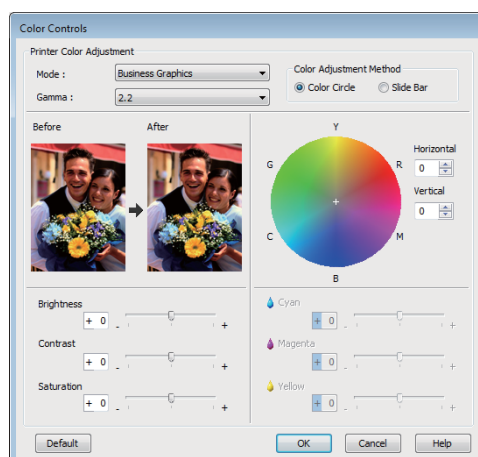 Color Controls
Printer Color Adjustment
Mode : Business Graphics
Gamma : 2.2
Color Adjustment Method
Color Circle Slide Bar
Before After
Y
G R
C M
B
Horizontal
0
Vertical
0
Brightness
+ 0 - +
Contrast
+ 0 - +
Saturation
+ 0 - +
Cyan
+ 0 - +
Magenta
+ 0 - +
Yellow
+ 0 - +
Default OK Cancel Help